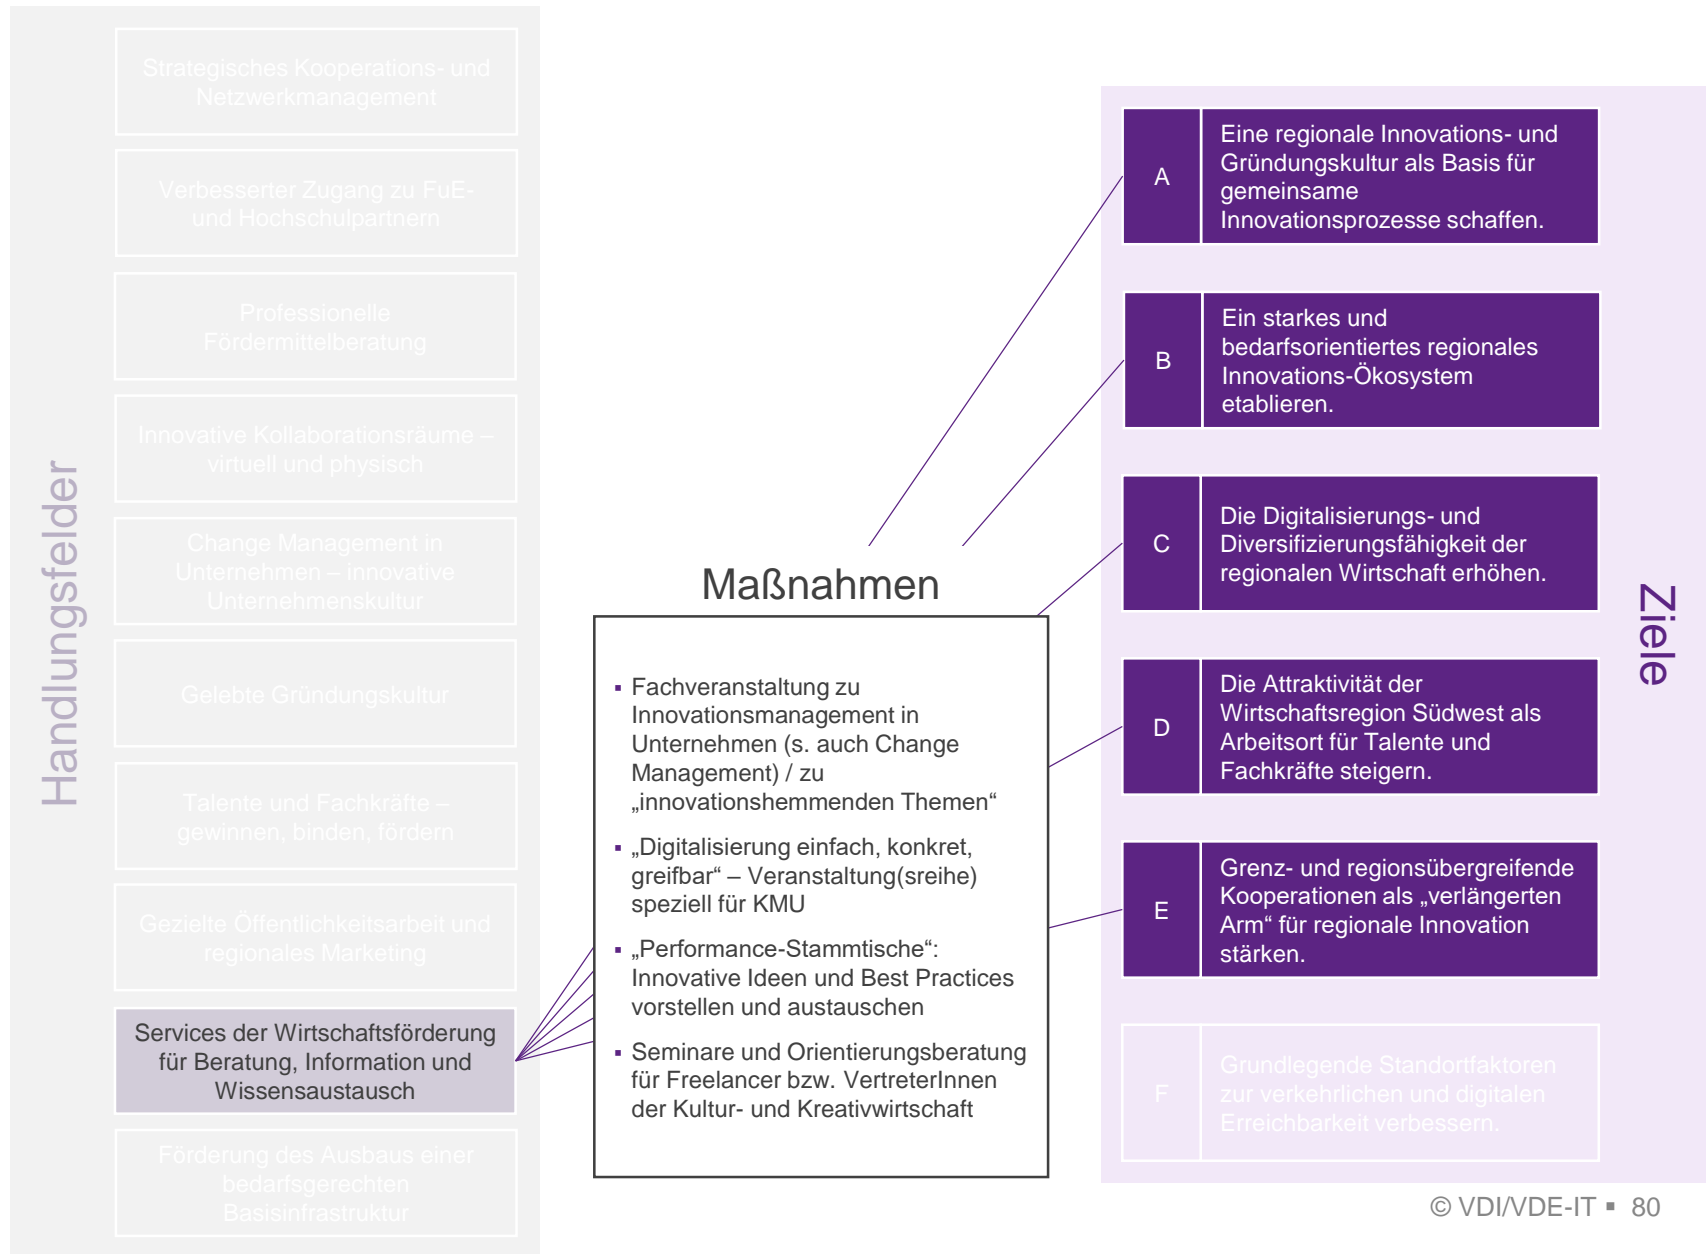 Handlungsfelder
Strategisches Kooperations- und
Netzwerkmanagement
Verbesserter Zugang zu FuE-
und Hochschulpartnern
Professionelle
Fördermittelberatung
Innovative Kollaborationsräume –
virtuell und physisch
Change Management in
Unternehmen – innovative
Unternehmenskultur
Gelebte Gründungskultur
Talente und Fachkräfte –
gewinnen, binden, fördern
Gezielte Öffentlichkeitsarbeit und
regionales Marketing
Services der Wirtschaftsförderung
für Beratung, Information und
Wissensaustausch
Förderung des Ausbaus einer
bedarfsgerechten
Basisinfrastruktur
Maßnahmen
▪ Fachveranstaltung zu
Innovationsmanagement in
Unternehmen (s. auch Change
Management) / zu
„innovationshemmenden Themen“
▪ „Digitalisierung einfach, konkret,
greifbar“ – Veranstaltung(sreihe)
speziell für KMU
▪ „Performance-Stammtische“:
Innovative Ideen und Best Practices
vorstellen und austauschen
▪ Seminare und Orientierungsberatung
für Freelancer bzw. VertreterInnen
der Kultur- und Kreativwirtschaft
Ziele
A
Eine regionale Innovations- und
Gründungskultur als Basis für
gemeinsame
Innovationsprozesse schaffen.
B
Ein starkes und
bedarfsorientiertes regionales
Innovations-Ökosystem
etablieren.
C
Die Digitalisierungs- und
Diversifizierungsfähigkeit der
regionalen Wirtschaft erhöhen.
D
Die Attraktivität der
Wirtschaftsregion Südwest als
Arbeitsort für Talente und
Fachkräfte steigern.
E
Grenz- und regionsübergreifende
Kooperationen als „verlängerten
Arm“ für regionale Innovation
stärken.
F
Grundlegende Standortfaktoren
zur verkehrlichen und digitalen
Erreichbarkeit verbessern.
© VDI/VDE-IT ▪ 80